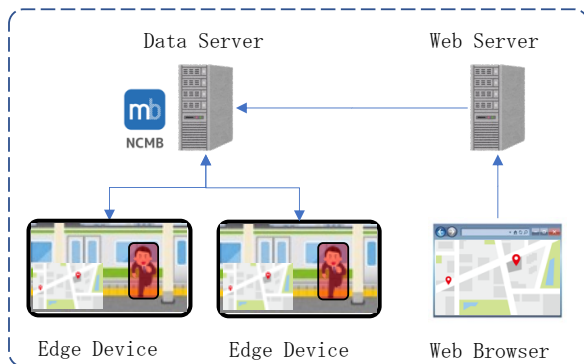 Data Server
Web Server
mb
NCMB
Edge Device
Edge Device
Web Browser